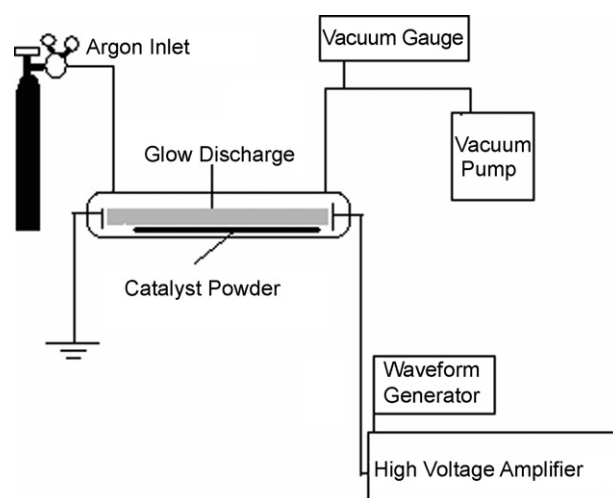 Argon Inlet
Vacuum Gauge
Glow Discharge
Vacuum
Pump
Catalyst Powder
Waveform
Generator
High Voltage Amplifier